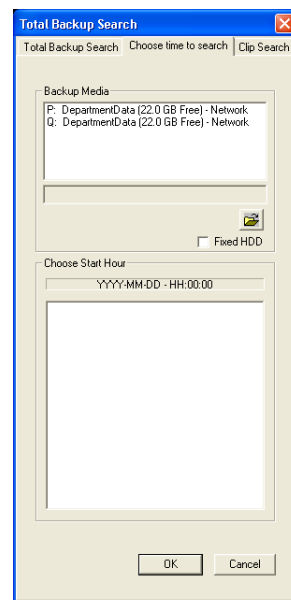 Total Backup Search
Total Backup Search Choose time to search Clip Search
Backup Media
P: DepartmentData (22.0 GB Free) - Network
Q: DepartmentData (22.0 GB Free) - Network
Fixed HDD
Choose Start Hour
YYYY-MM-DD - HH:00:00
OK Cancel